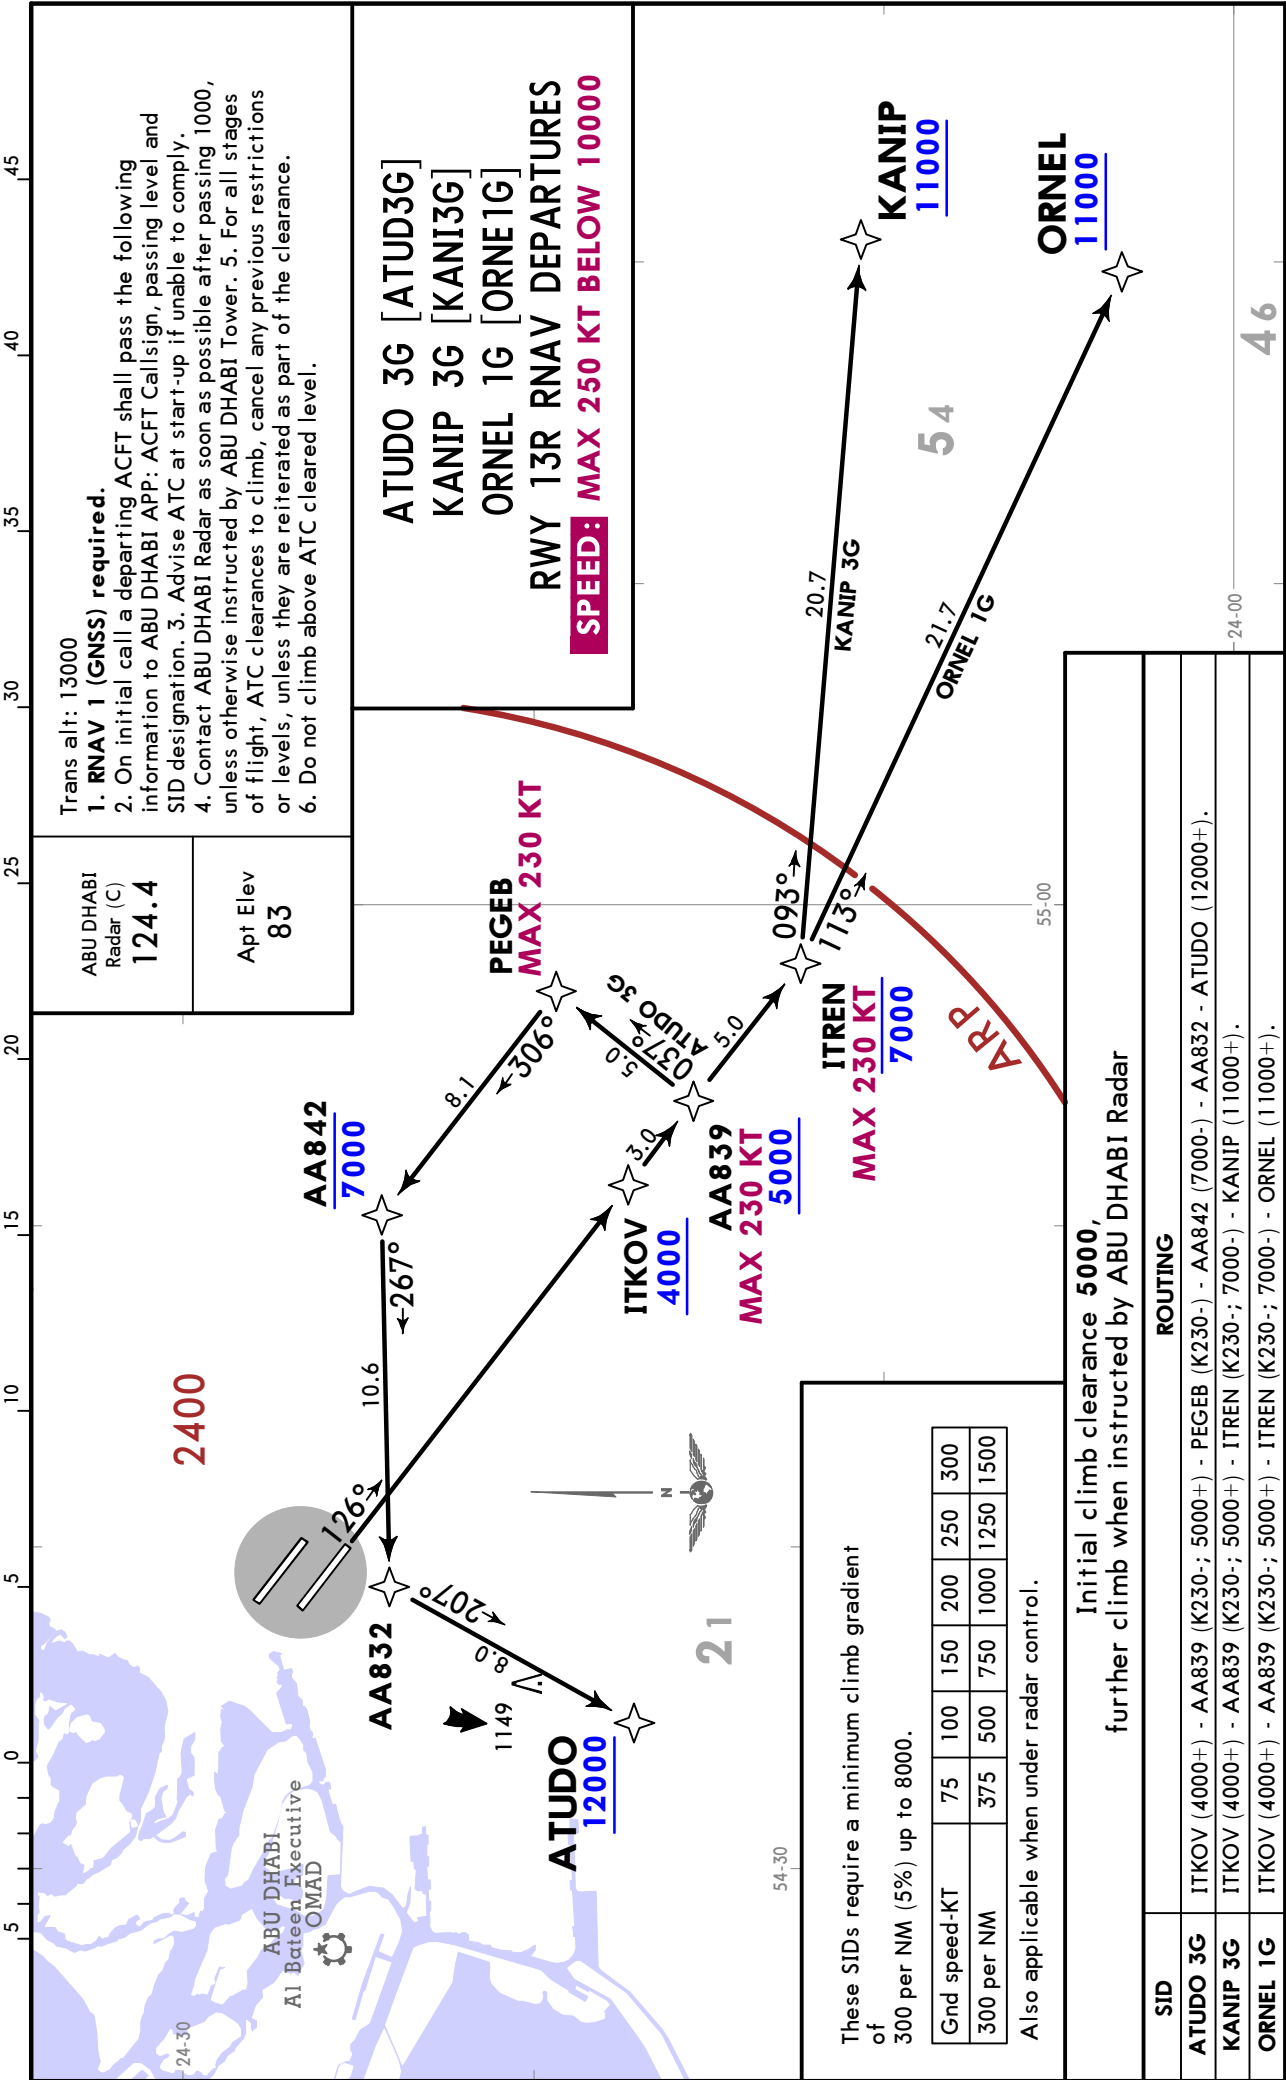 ABU DHABI
Radar (C)
124.4
Apt Elev
83
Trans alt: 13000
1. RNAV 1 (GNSS) required.
2. On initial call a departing ACFT shall pass the following
information to ABU DHABI APP: ACFT Callsign, passing level and
SID designation. 3. Advise ATC at start-up if unable to comply.
4. Contact ABU DHABI Radar as soon as possible after passing 1000,
unless otherwise instructed by ABU DHABI Tower. 5. For all stages
of flight, ATC clearances to climb, cancel any previous restrictions
or levels, unless they are reiterated as part of the clearance.
6. Do not climb above ATC cleared level.
ATUDO 3G [ATUD3G]
KANIP 3G [KANI3G]
ORNEL 1G [ORNE1G]
RWY 13R RNAV DEPARTURES
SPEED: MAX 250 KT BELOW 10000
5
0
5
10
15
20
25
30
35
40
45
24-30
2400
ABU DHABI
Al Bateen Executive
OMAD
126°
AA842
7000
267°
10.6
8.1
306°
PEGEB
MAX 230 KT
AA832
207°
8.0
1149
ATUDO
12000
ATUDO 3G
037°
5.0
3.0
5.0
ITKOV
4000
AA839
MAX 230 KT
5000
N
21
54-30
ITREN
MAX 230 KT
7000
093°
113°
20.7
KANIP 3G
21.7
ORNEL 1G
KANIP
11000
ORNEL
11000
54
46
ARP
55-00
24-00
These SIDs require a minimum climb gradient
of
300 per NM (5%) up to 8000.
Gnd speed-KT 75 100 150 200 250 300
300 per NM 375 500 750 1000 1250 1500
Also applicable when under radar control.
Initial climb clearance 5000,
further climb when instructed by ABU DHABI Radar
SID ROUTING
ATUDO 3G ITKOV (4000+) - AA839 (K230-; 5000+) - PEGEB (K230-) - AA842 (7000-) - AA832 - ATUDO (12000+).
KANIP 3G ITKOV (4000+) - AA839 (K230-; 5000+) - ITREN (K230-; 7000-) - KANIP (11000+).
ORNEL 1G ITKOV (4000+) - AA839 (K230-; 5000+) - ITREN (K230-; 7000-) - ORNEL (11000+).